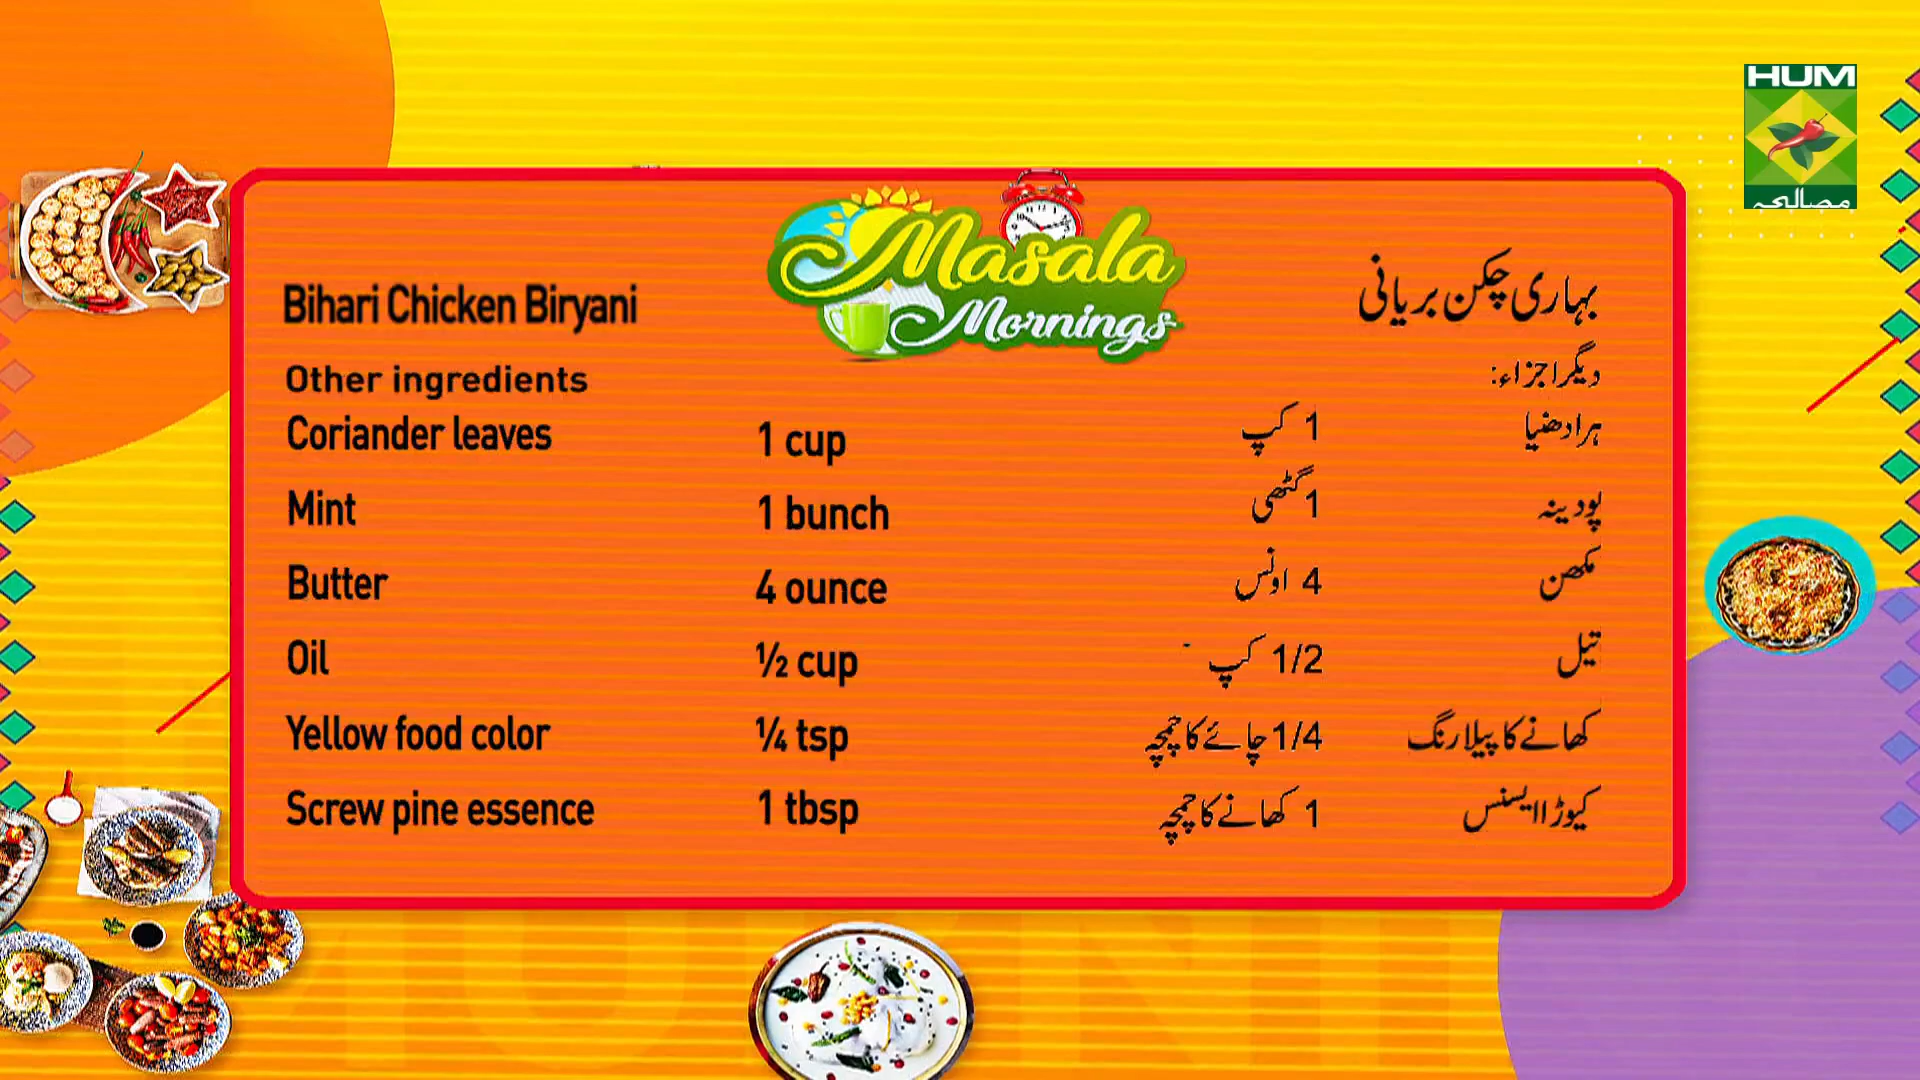 HUM
مصالحہ
Masala
Mornings
Bihari Chicken Biryani
بہاری چکن بریانی
Other ingredients
دیگر اجزاء:
Coriander leaves 1 cup
1 کپ ہرا دھنیا
Mint 1 bunch
1 گٹھی پودینہ
Butter 4 ounce
4 اونس مکھن
Oil ½ cup
1/2 کپ تیل
Yellow food color ¼ tsp
1/4 چائے کا چمچہ کھانے کا پیلا رنگ
Screw pine essence 1 tbsp
1 کھانے کا چمچہ کیوڑا ایسنس